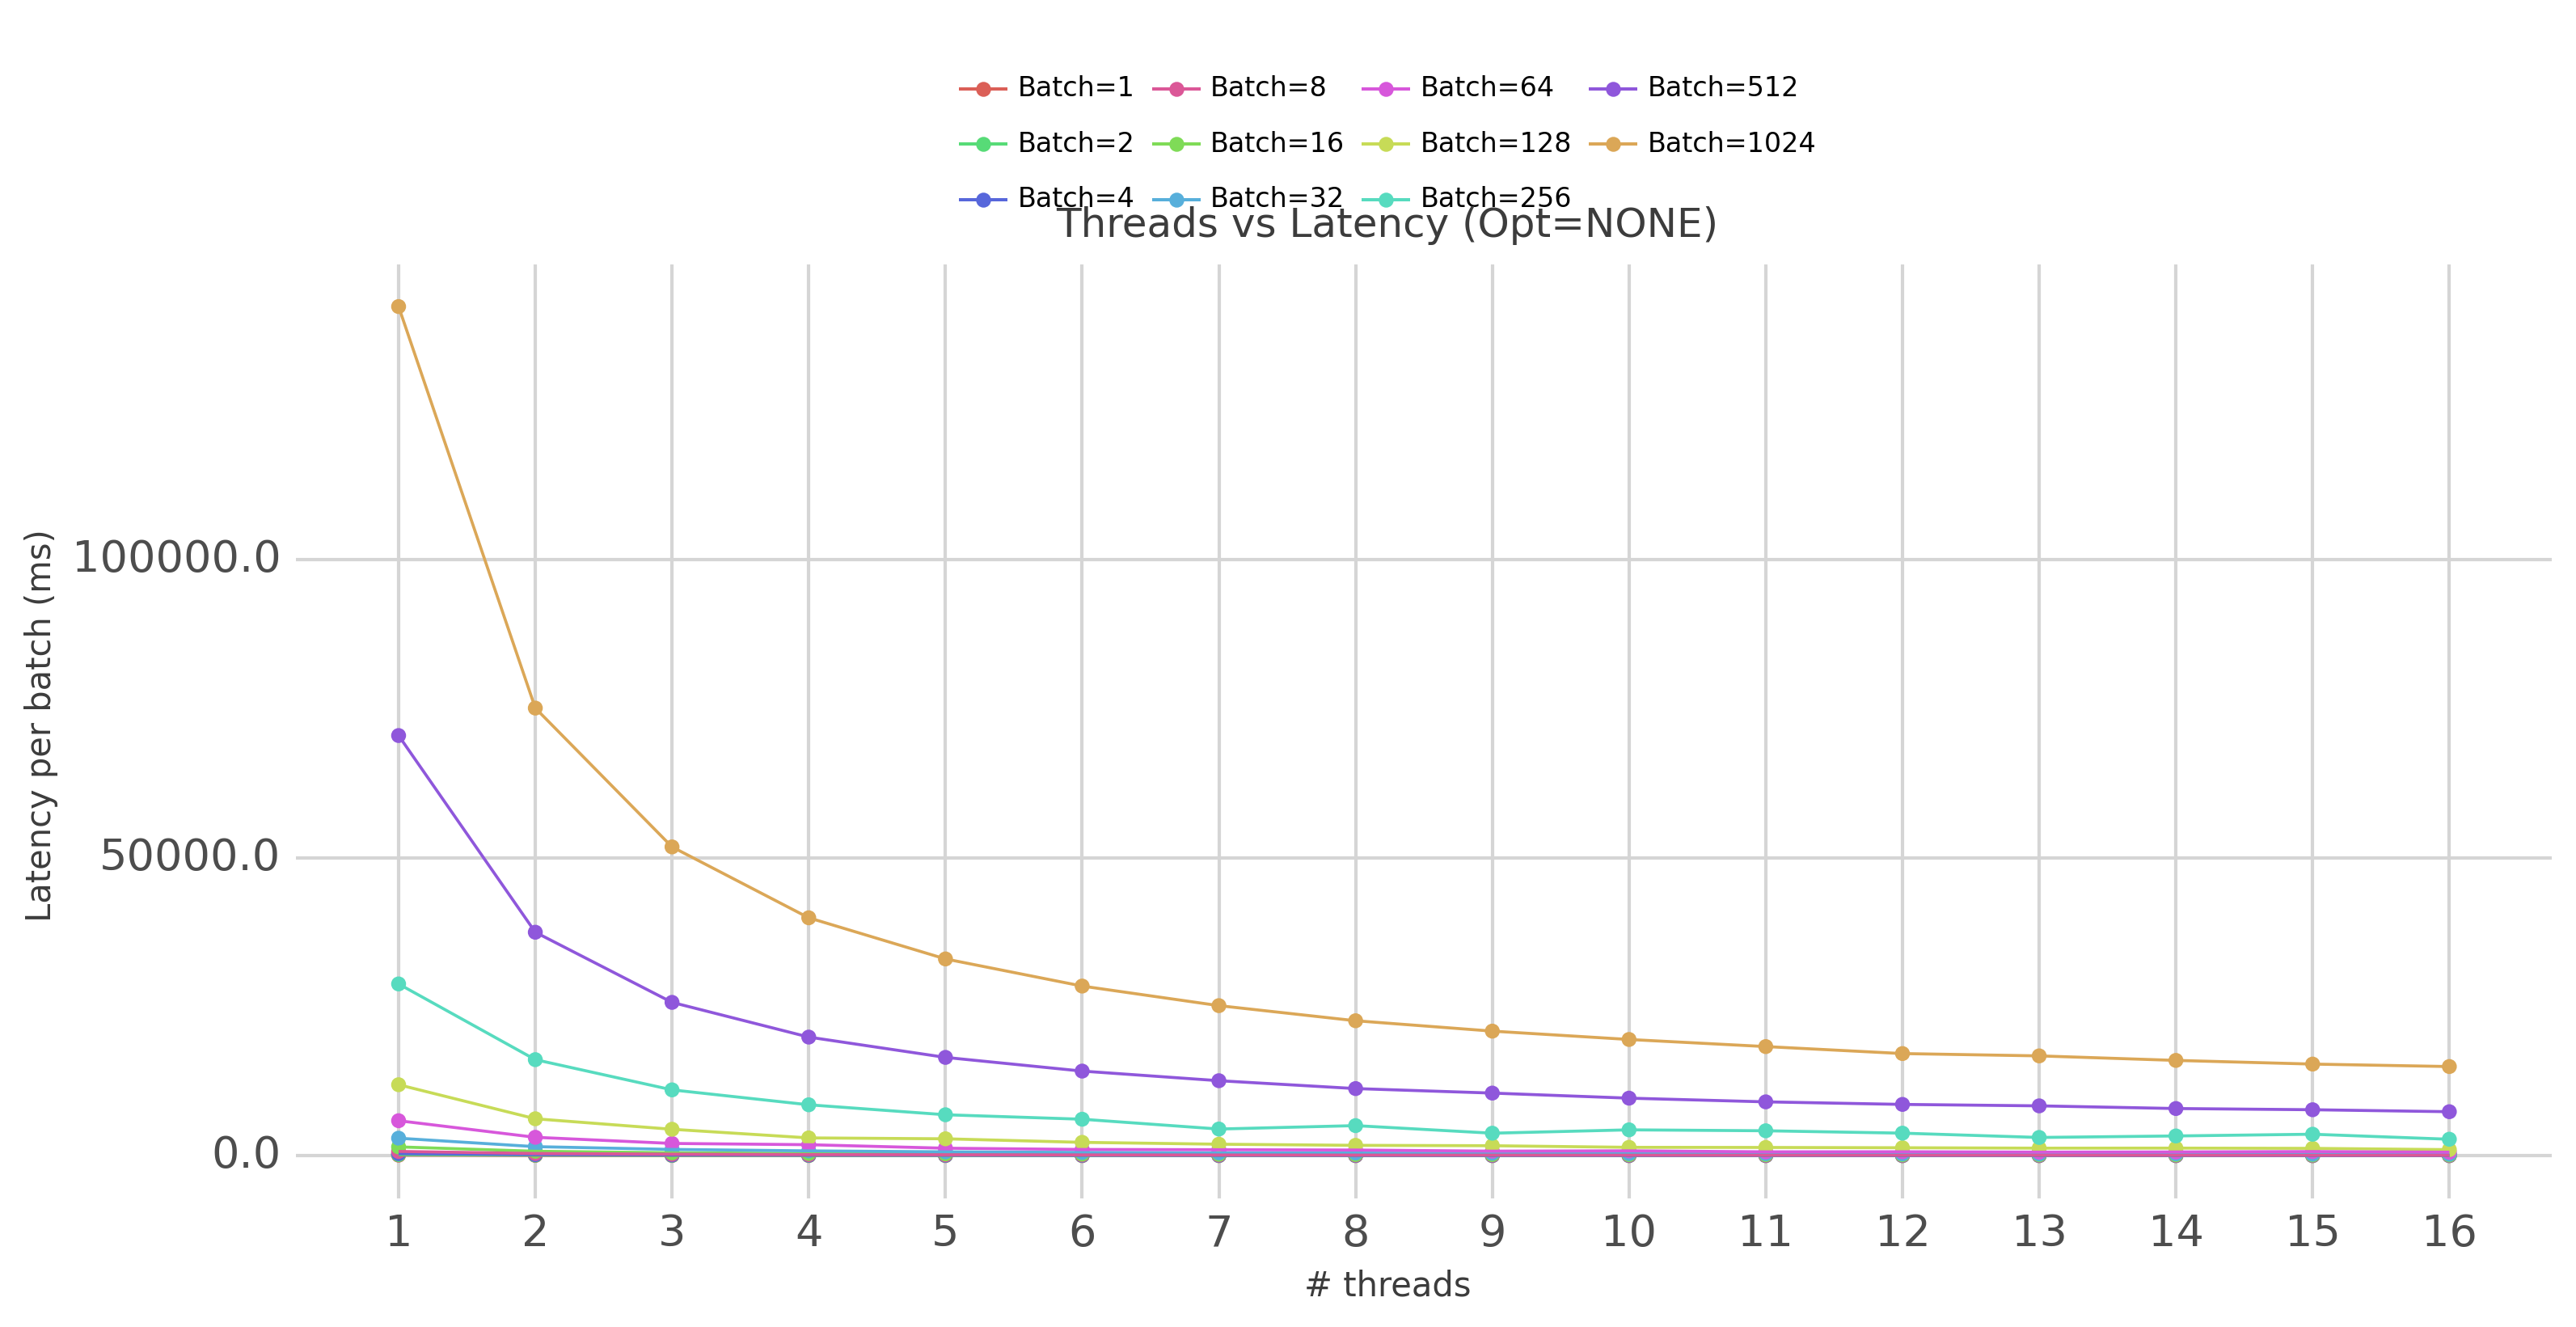 Batch=1 Batch=8 Batch=64 Batch=512
Batch=2 Batch=16 Batch=128 Batch=1024
Batch=4 Batch=32 Batch=256
Threads vs Latency (Opt=NONE)
Latency per batch (ms)
100000.0
50000.0
0.0
1 2 3 4 5 6 7 8 9 10 11 12 13 14 15 16
# threads